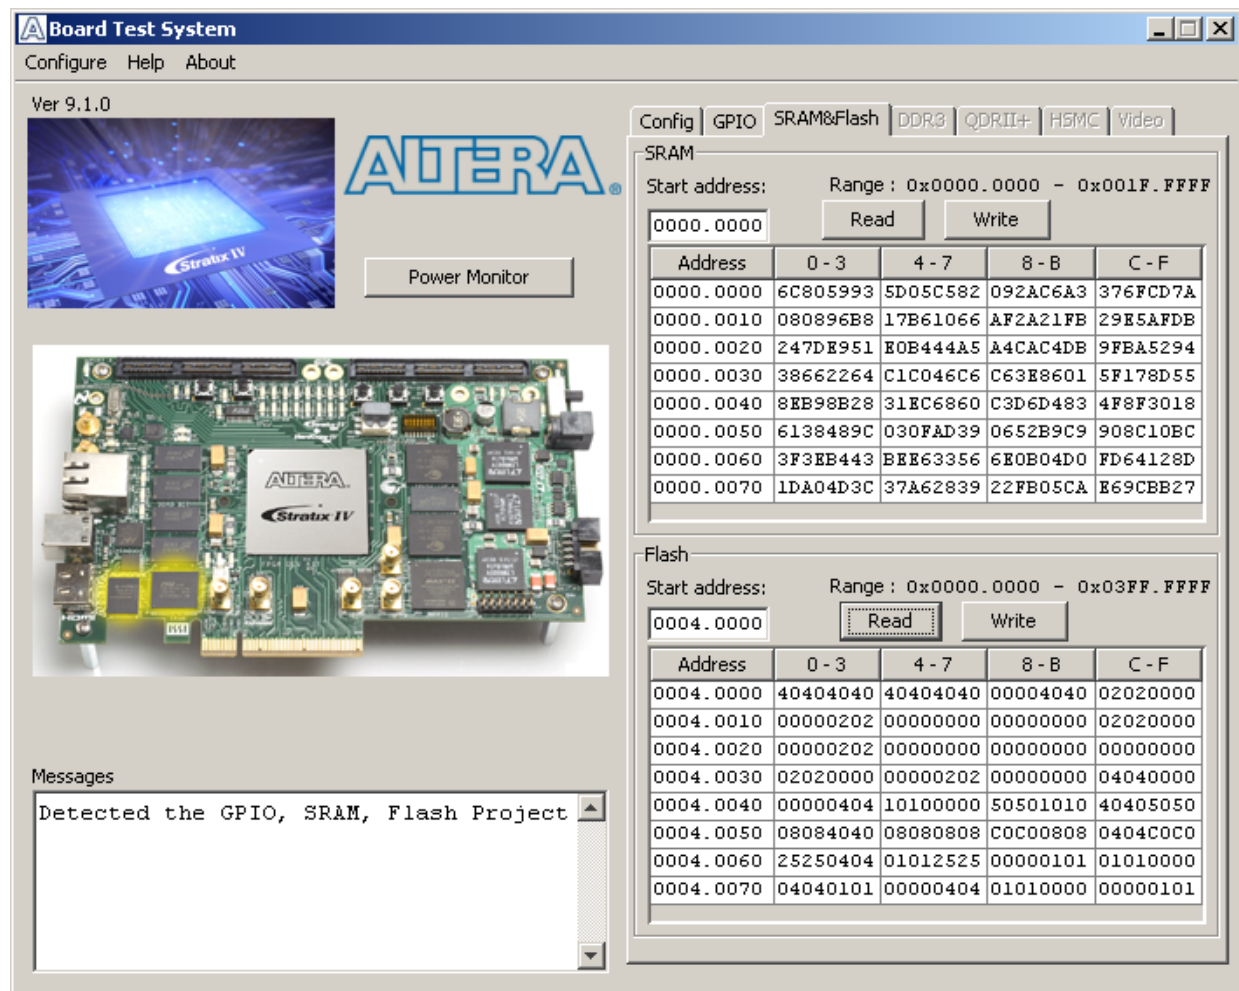 Board Test System
Configure Help About
Ver 9.1.0
Stratix IV
ALTERA®
Power Monitor
ALTERA
Stratix IV
ISSI
Messages
Detected the GPIO, SRAM, Flash Project
Config GPIO SRAM&Flash DDR3 QDRII+ HSMC Video
SRAM
Start address: Range : 0x0000.0000 - 0x001F.FFFF
0000.0000 Read Write
Address 0 - 3 4 - 7 8 - B C - F
0000.0000 6C805993 5D05C582 092AC6A3 376FCD7A
0000.0010 080896B8 17B61066 AF2A21FB 29E5AFDB
0000.0020 247DE951 E0B444A5 A4CAC4DB 9FBA5294
0000.0030 38662264 C1C046C6 C63E8601 5F178D55
0000.0040 8EB98B28 31EC6860 C3D6D483 4F8F3018
0000.0050 6138489C 030FAD39 0652B9C9 908C10BC
0000.0060 3F3EB443 BEE63356 6E0B04D0 FD64128D
0000.0070 1DA04D3C 37A62839 22FB05CA E69CBB27
Flash
Start address: Range : 0x0000.0000 - 0x03FF.FFFF
0004.0000 Read Write
Address 0 - 3 4 - 7 8 - B C - F
0004.0000 40404040 40404040 00004040 02020000
0004.0010 00000202 00000000 00000000 02020000
0004.0020 00000202 00000000 00000000 00000000
0004.0030 02020000 00000202 00000000 04040000
0004.0040 00000404 10100000 50501010 40405050
0004.0050 08084040 08080808 C0C00808 0404C0C0
0004.0060 25250404 01012525 00000101 01010000
0004.0070 04040101 00000404 01010000 00000101